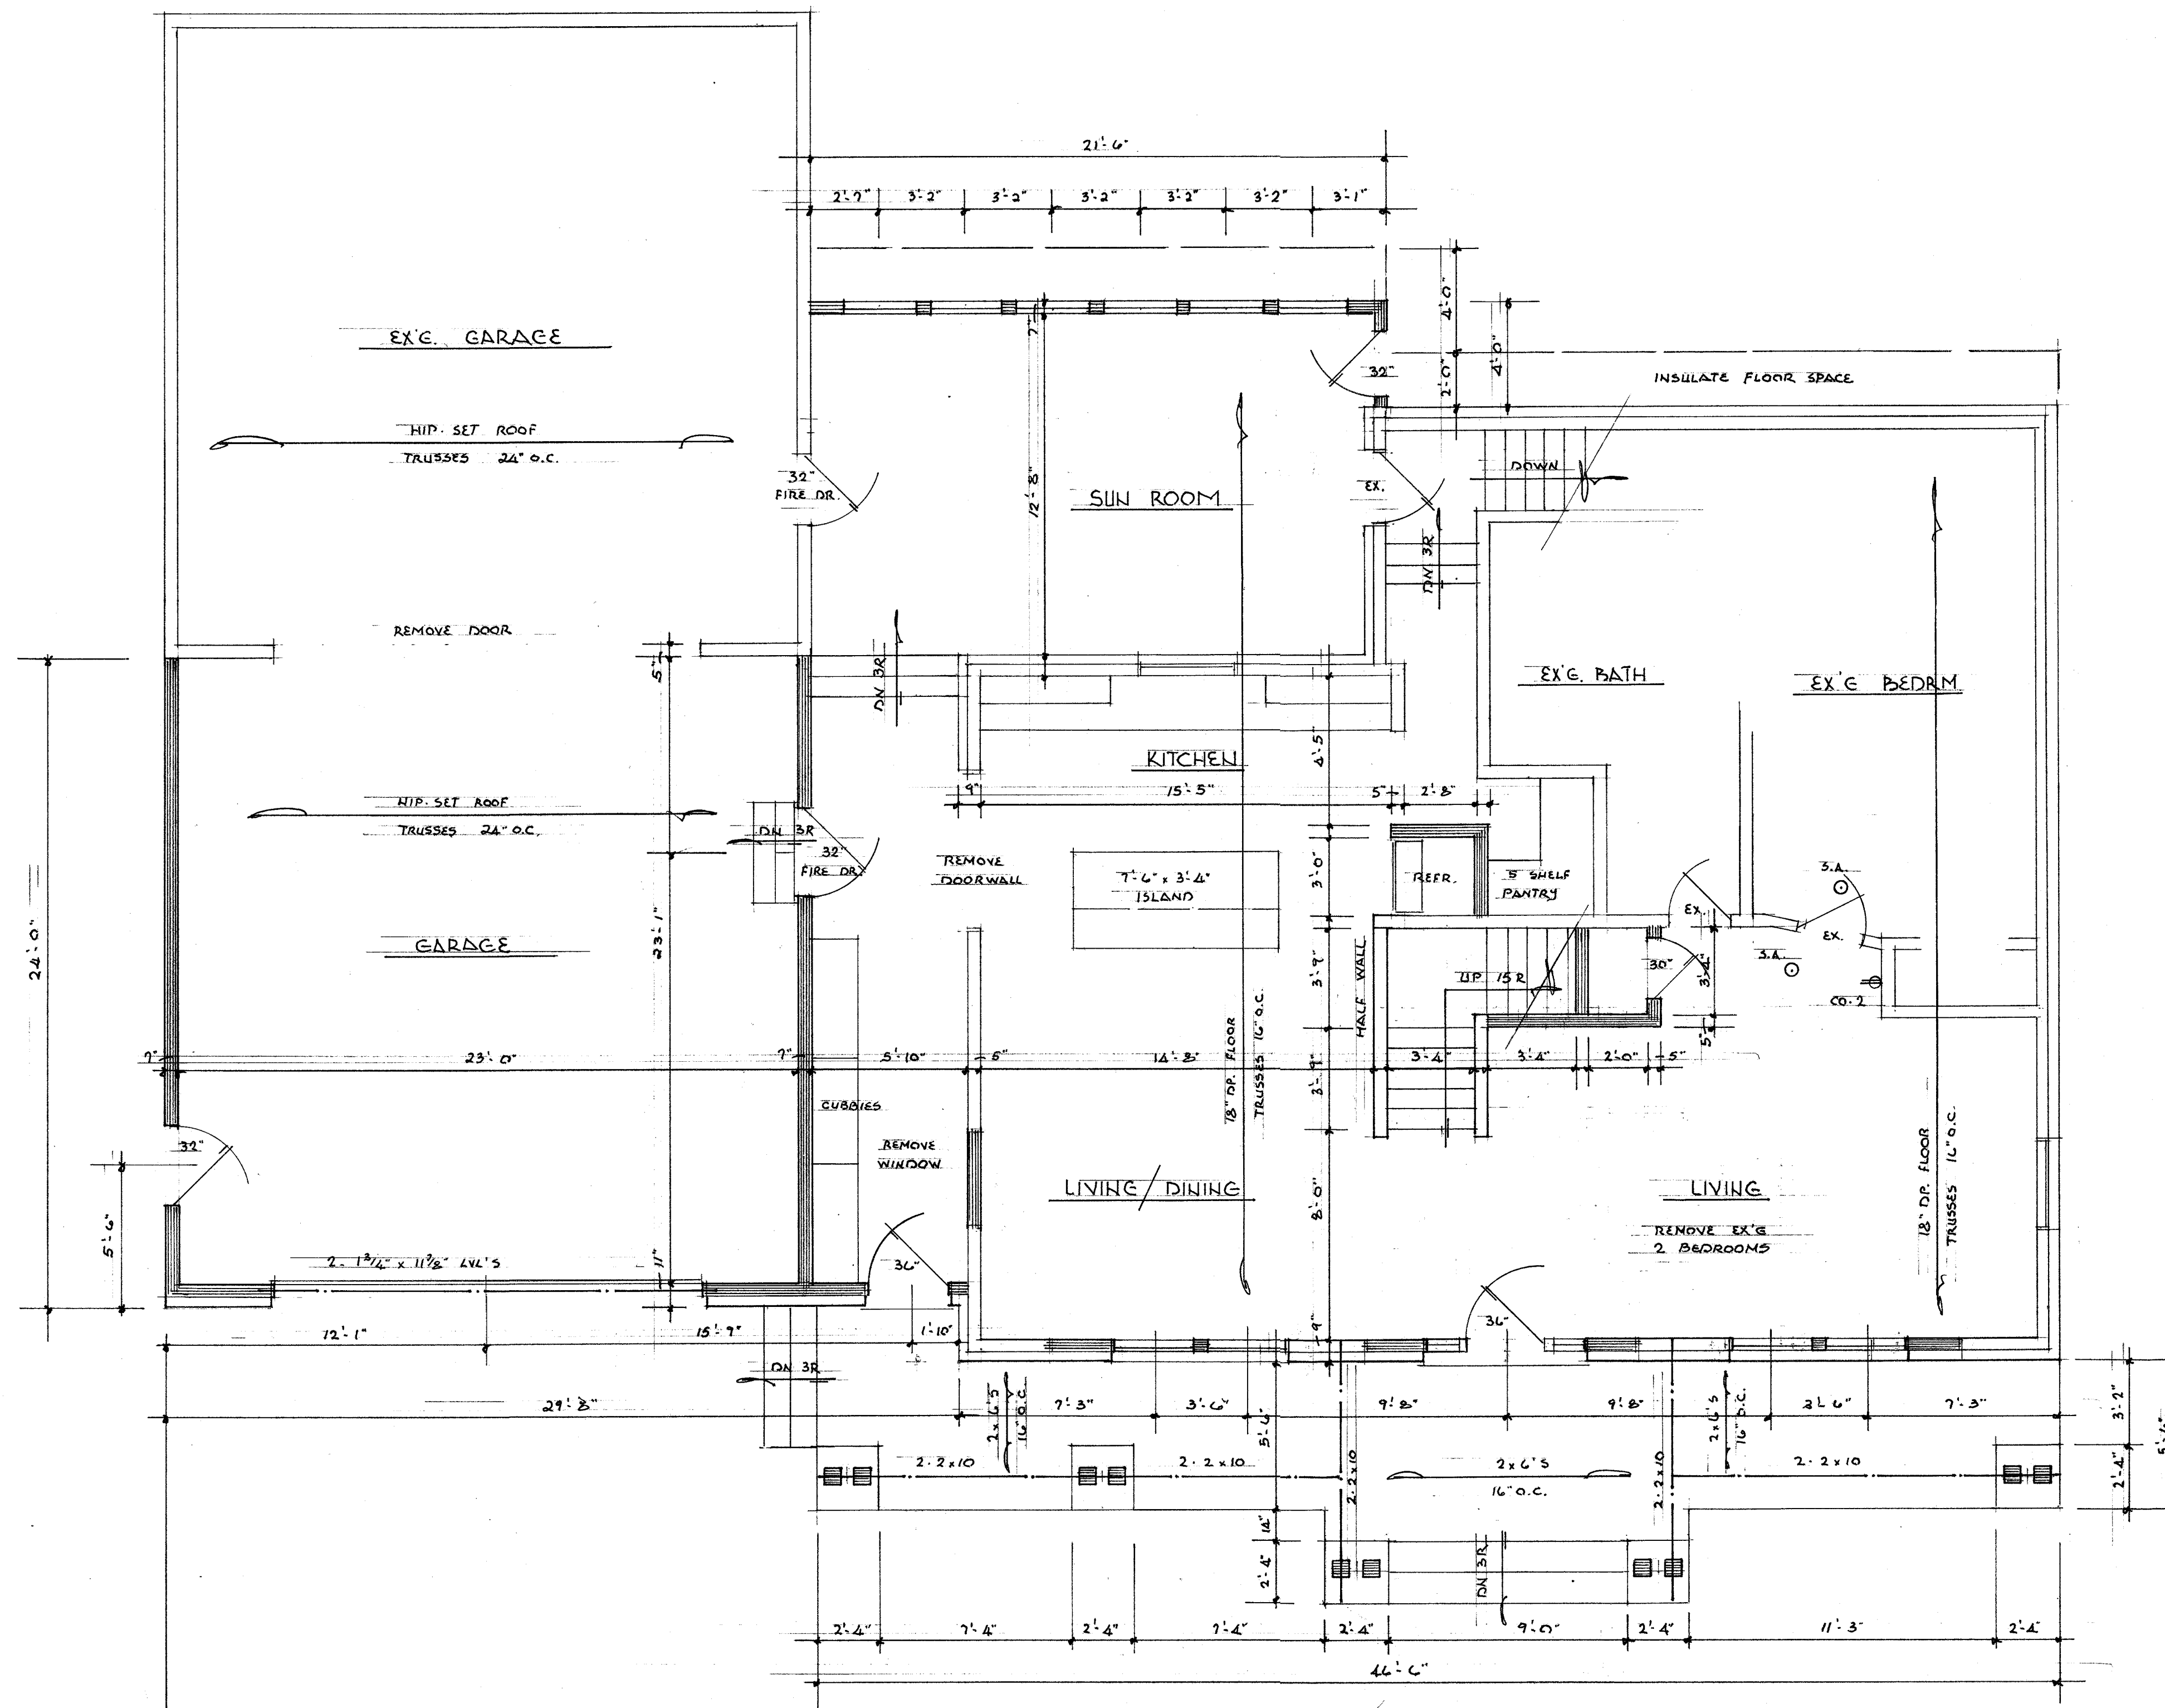 21'-6"
2'-7" 3'-2" 3'-2" 3'-2" 3'-2" 3'-2" 3'-1"
EX'G. GARAGE
HIP-SET ROOF
TRUSSES 24" O.C.
32"
FIRE DR.
7"
12'-8"
SUN ROOM
32"
EX.
4'-0"
2'-0"
4'-0"
INSULATE FLOOR SPACE
DOWN
DN 3R
REMOVE DOOR
5"
DN 3R
EX'G. BATH
EX'G BEDRM
KITCHEN
4'-5"
9" 15'-5" 5" 2'-8"
HIP-SET ROOF
TRUSSES 24" O.C.
DN 3R
32"
FIRE DR.
REMOVE
DOORWALL
7'-6" x 3'-4"
ISLAND
3'-0"
REFR.
5 SHELF
PANTRY
S.A.
EX.
EX.
S.A.
CO-2
24'-0"
GARAGE
23'-1"
3'-9"
HALF WALL
UP 15R
30"
3'-4"
5"
18" DP. FLOOR
TRUSSES 16" O.C.
7" 23'-0" 7" 5'-10" 5" 14'-8" 3'-4" 3'-4" 2'-0" 5"
3'-9"
CUBBIES
32"
REMOVE
WINDOW
5'-6"
LIVING/DINING
8'-0"
LIVING
REMOVE EX'G
2 BEDROOMS
18" DP. FLOOR
TRUSSES 16" O.C.
2- 1 3/4" x 11 7/8" LVL'S
11"
36"
36"
9"
12'-1" 15'-9" 1'-10"
DN 3R
29'-8" 7'-3" 3'-6" 9'-8" 9'-8" 3'-6" 7'-3"
2x6'S
16" O.C.
5'-6"
2x6'S
16" O.C.
3'-2"
2'-4"
5'-6"
2-2x10 2-2x10 2-2x10 2x6'S
16" O.C.
2-2x10 2-2x10
14"
2'-4"
DN 3R
2'-4" 7'-4" 2'-4" 7'-4" 2'-4" 9'-0" 2'-4" 11'-3" 2'-4"
46'-6"